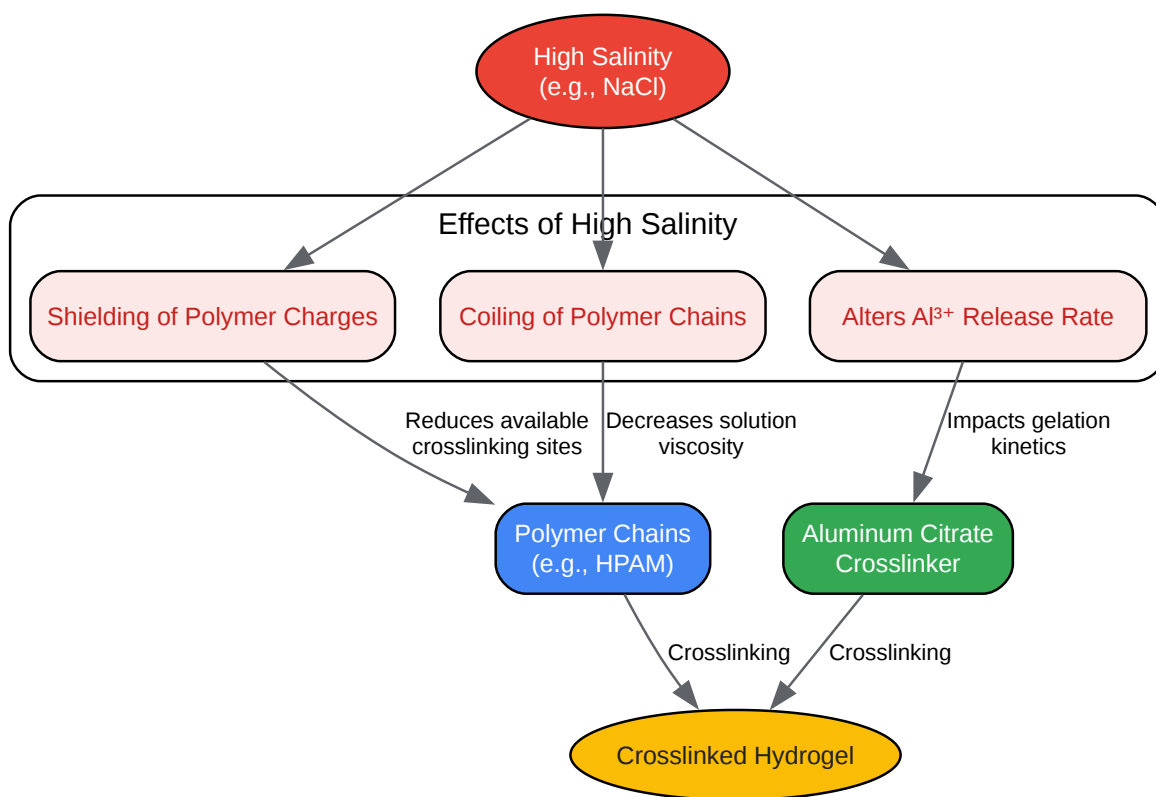 High Salinity
(e.g., NaCl)
Effects of High Salinity
Shielding of Polymer Charges
Coiling of Polymer Chains
Alters Al³⁺ Release Rate
Reduces available
crosslinking sites
Decreases solution
viscosity
Impacts gelation
kinetics
Polymer Chains
(e.g., HPAM)
Aluminum Citrate
Crosslinker
Crosslinking
Crosslinking
Crosslinked Hydrogel